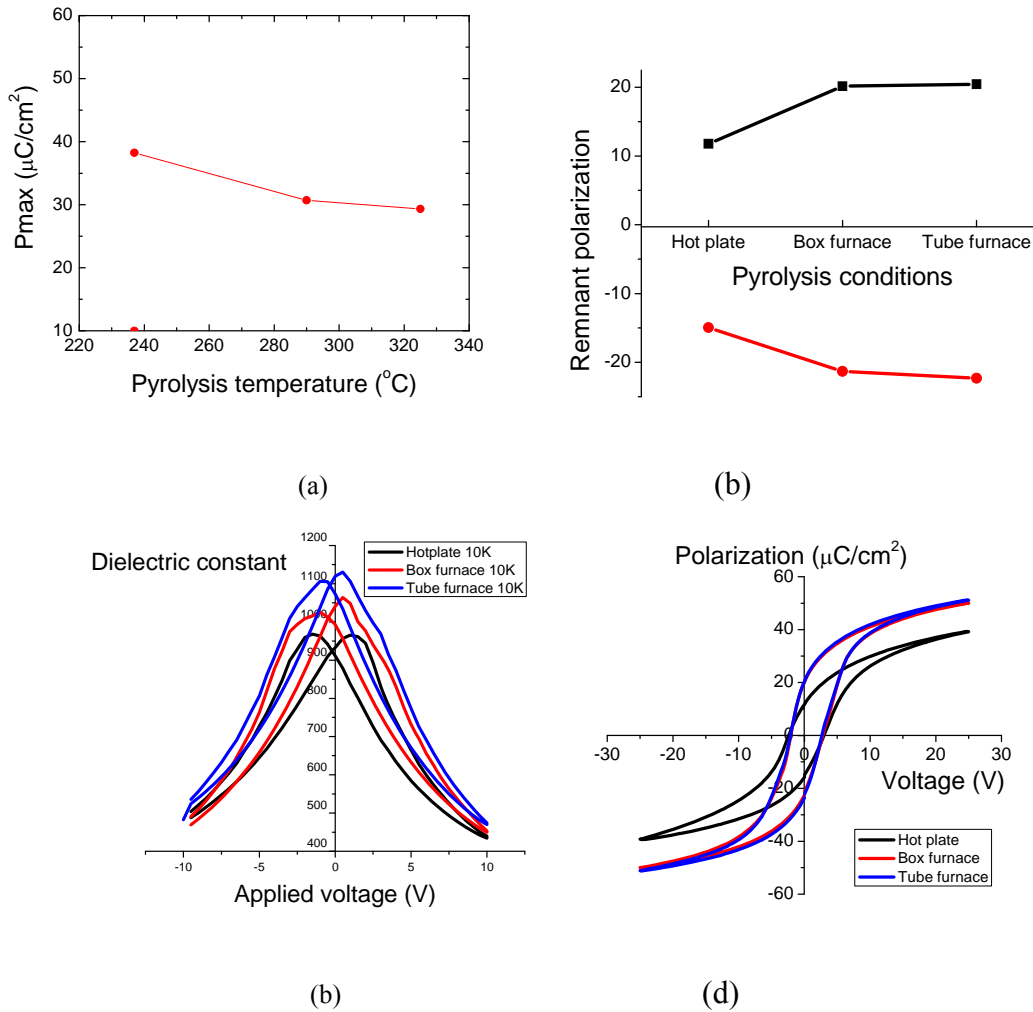 60
50
40
30
20
10
220 240 260 280 300 320 340
Pmax (μC/cm²)
Pyrolysis temperature (°C)
(a)
20
10
0
-10
-20
Remnant polarization
Hot plate Box furnace Tube furnace
Pyrolysis conditions
(b)
Dielectric constant
1200
1100
1000
900
800
700
600
500
400
Hotplate 10K
Box furnace 10K
Tube furnace 10K
-10 -5 0 5 10
Applied voltage (V)
(b)
Polarization (μC/cm²)
60
40
20
0
-20
-40
-60
-30 -20 -10 0 10 20 30
Voltage (V)
Hot plate
Box furnace
Tube furnace
(d)